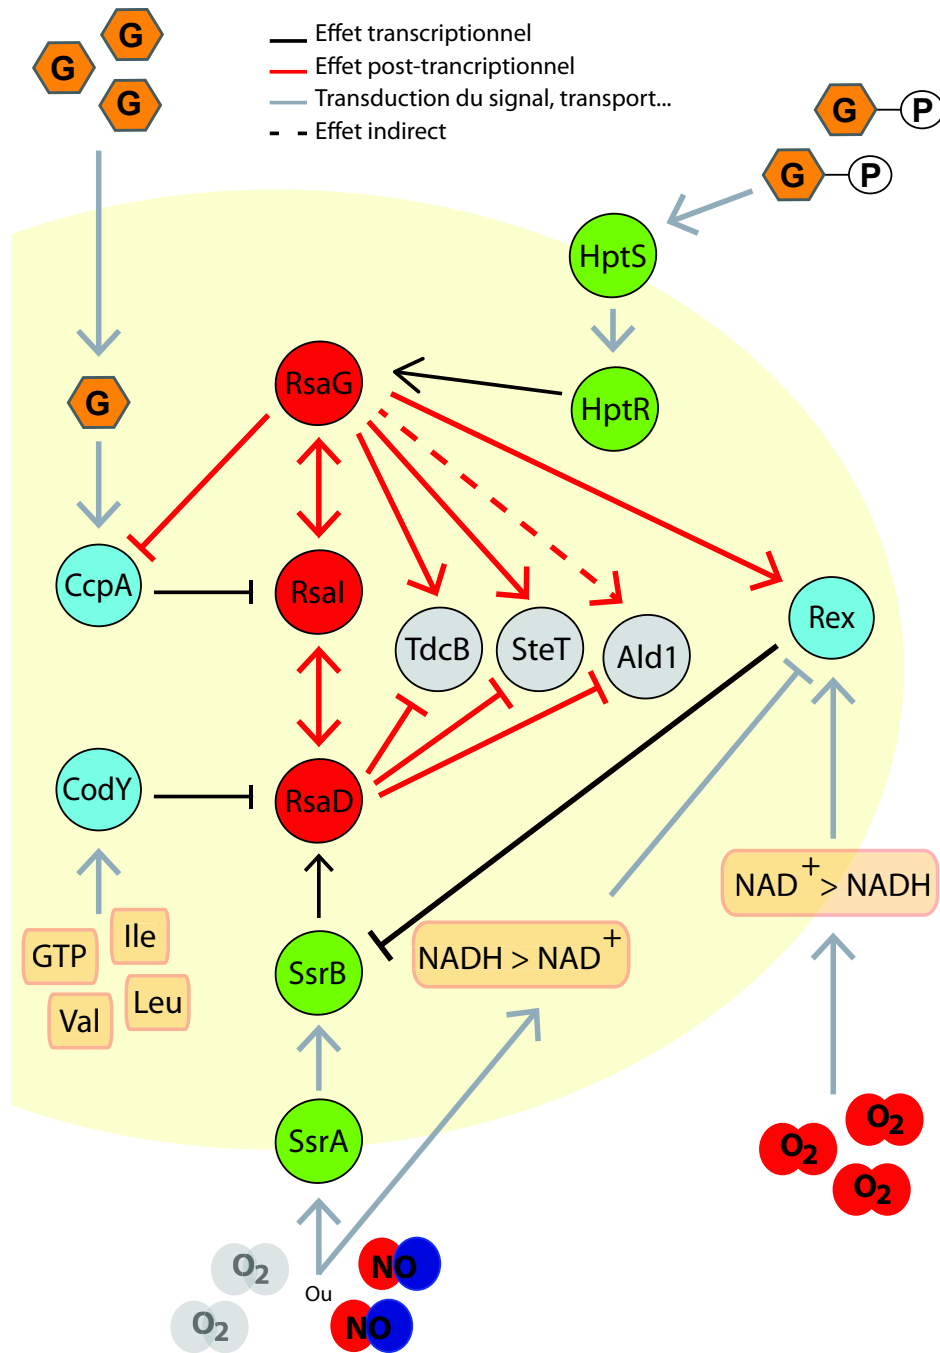 G
G
G
Effet transcriptionnel
Effet post-trancriptionnel
Transduction du signal, transport...
Effet indirect
G P
G P
HptS
RsaG
HptR
G
CcpA
RsaI
Rex
TdcB
SteT
Ald1
CodY
RsaD
NAD+ > NADH
GTP
Ile
Val
Leu
SsrB
NADH > NAD+
SsrA
O2
O2
O2
O2
O2
Ou
NO
NO